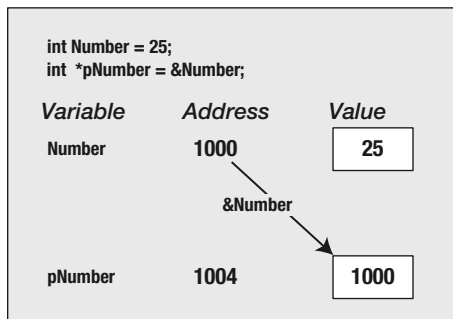 int Number = 25;
int *pNumber = &Number;
Variable Address Value
Number 1000 25
&Number
pNumber 1004 1000